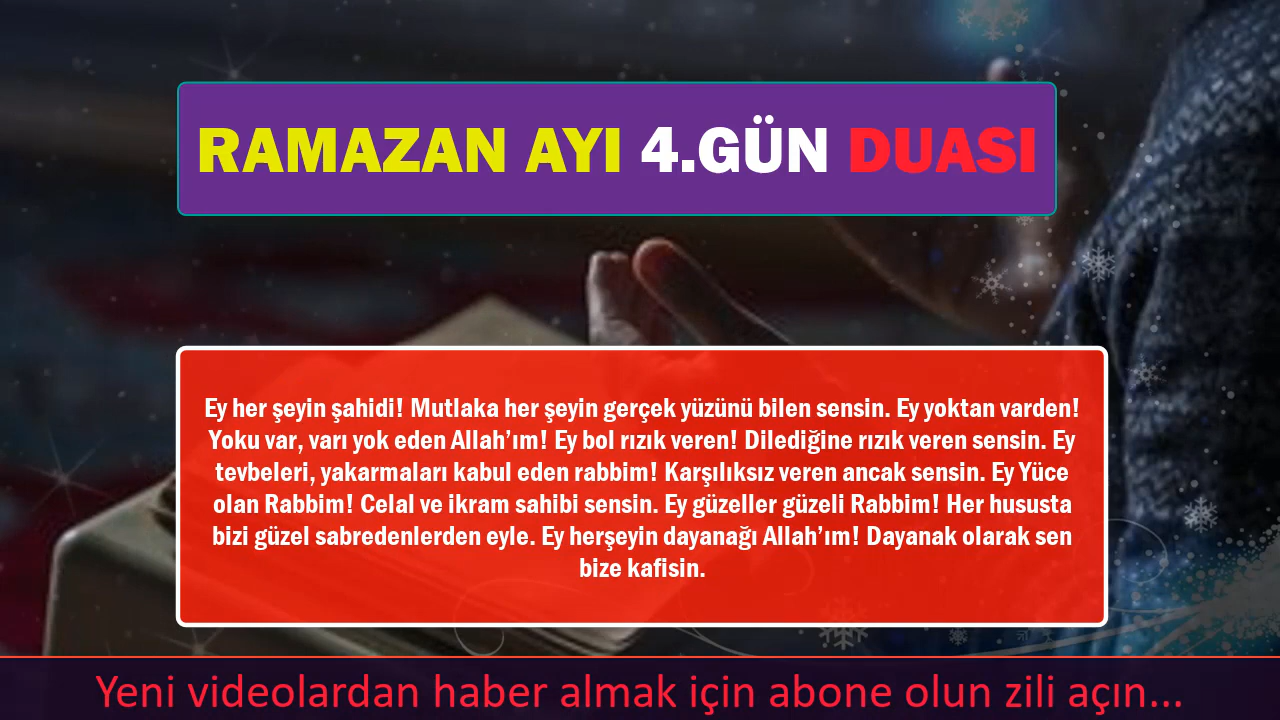 RAMAZAN AYI 4.GÜN DUASI
Ey her şeyin şahidi! Mutlaka her şeyin gerçek yüzünü bilen sensin. Ey yoktan varden!
Yoku var, varı yok eden Allah’ım! Ey bol rızık veren! Dilediğine rızık veren sensin. Ey
tevbeleri, yakarmaları kabul eden rabbim! Karşılıksız veren ancak sensin. Ey Yüce
olan Rabbim! Celal ve ikram sahibi sensin. Ey güzeller güzeli Rabbim! Her hususta
bizi güzel sabredenlerden eyle. Ey herşeyin dayanağı Allah’ım! Dayanak olarak sen
bize kafisin.
Yeni videolardan haber almak için abone olun zili açın...